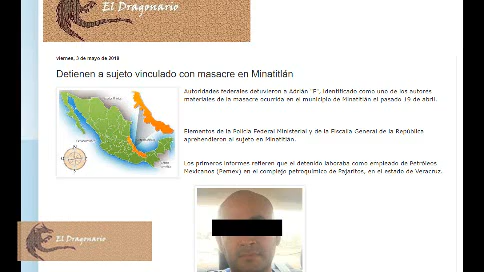 El Dragonario
viernes, 3 de mayo de 2019
Detienen a sujeto vinculado con masacre en Minatitlán
Autoridades federales detuvieron a Adrián "E", identificado como uno de los autores
materiales de la masacre ocurrida en el municipio de Minatitlán el pasado 19 de abril.
Elementos de la Policía Federal Ministerial y de la Fiscalía General de la República
aprehendieron al sujeto en Minatitlán.
Los primeros informes refieren que el detenido laboraba como empleado de Petróleos
Mexicanos (Pemex) en el complejo petroquímico de Pajaritos, en el estado de Veracruz.
El Dragonario